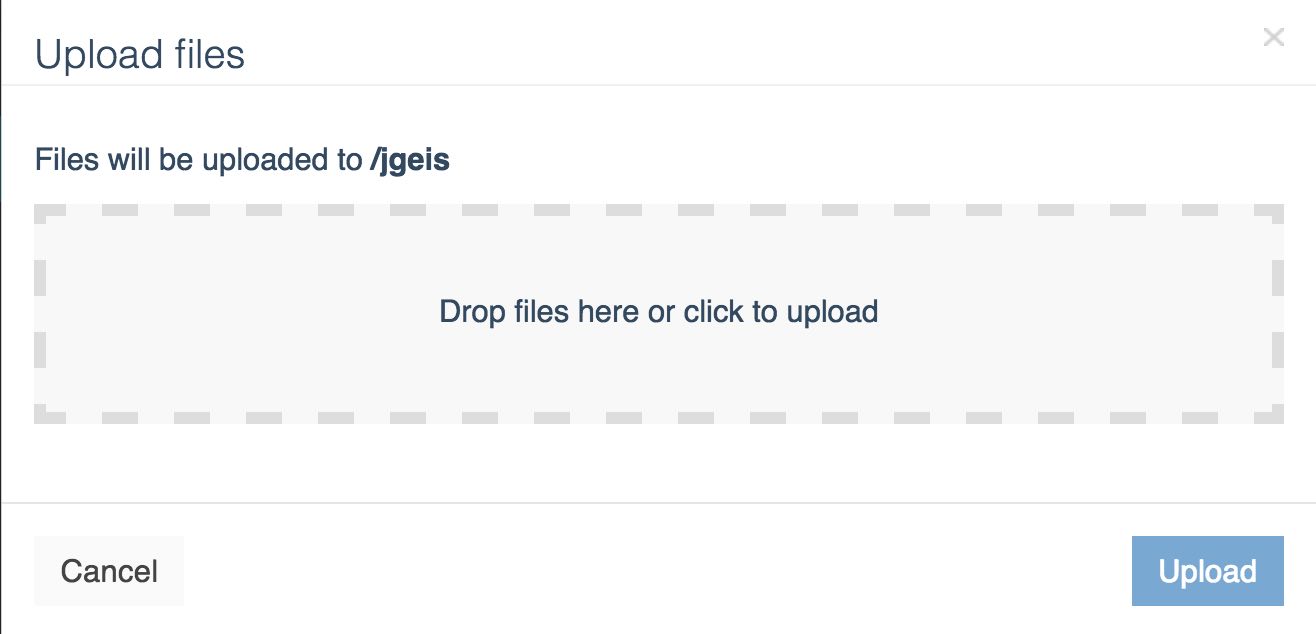 Upload files
Files will be uploaded to /jgeis
Drop files here or click to upload
Cancel
Upload